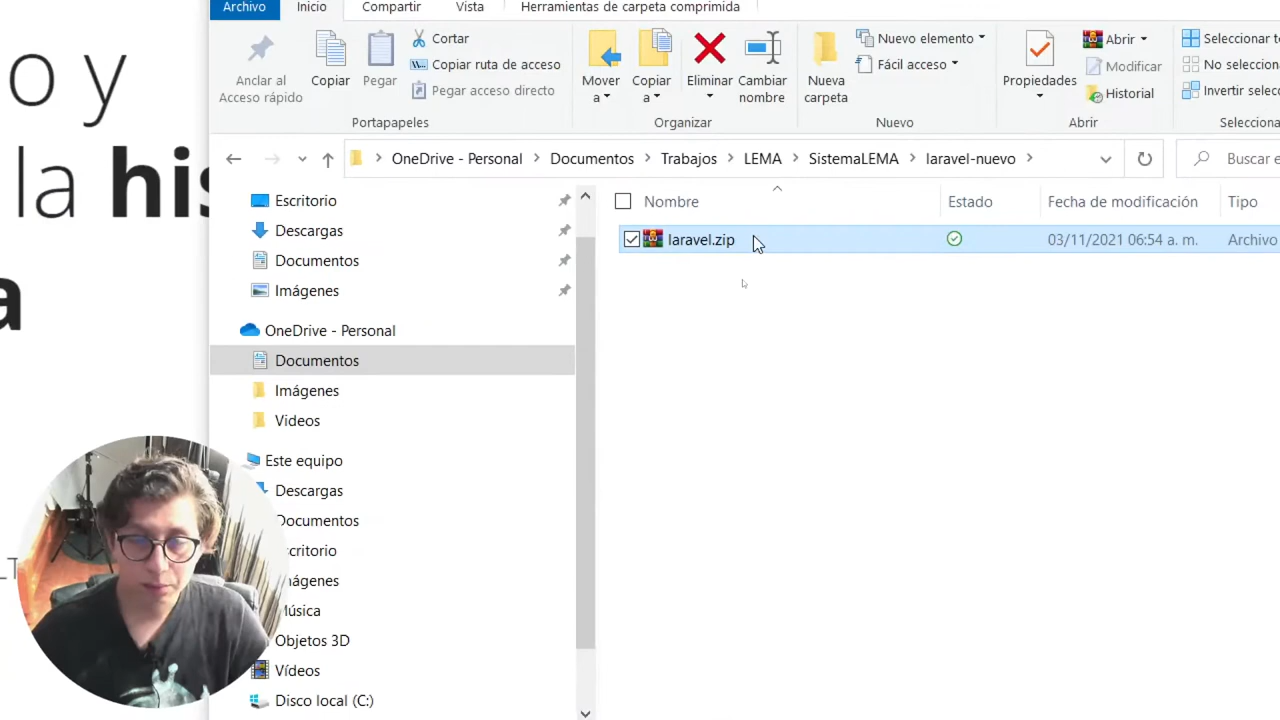 o y
la his
a
LT
Archivo Inicio Compartir Vista Herramientas de carpeta comprimida
Anclar al Acceso rápido
Copiar
Pegar
Cortar
Copiar ruta de acceso
Pegar acceso directo
Portapapeles
Mover a
Copiar a
Eliminar
Cambiar nombre
Organizar
Nueva carpeta
Nuevo elemento
Fácil acceso
Nuevo
Propiedades
Abrir
Modificar
Historial
Abrir
Seleccionar t
No seleccion
Invertir selec
Selecciona
OneDrive - Personal > Documentos > Trabajos > LEMA > SistemaLEMA > laravel-nuevo >
Buscar e
Escritorio
Descargas
Documentos
Imágenes
OneDrive - Personal
Documentos
Imágenes
Videos
Este equipo
Descargas
Documentos
scritorio
mágenes
úsica
Objetos 3D
Vídeos
Disco local (C:)
Nombre Estado Fecha de modificación Tipo
laravel.zip 03/11/2021 06:54 a. m. Archivo